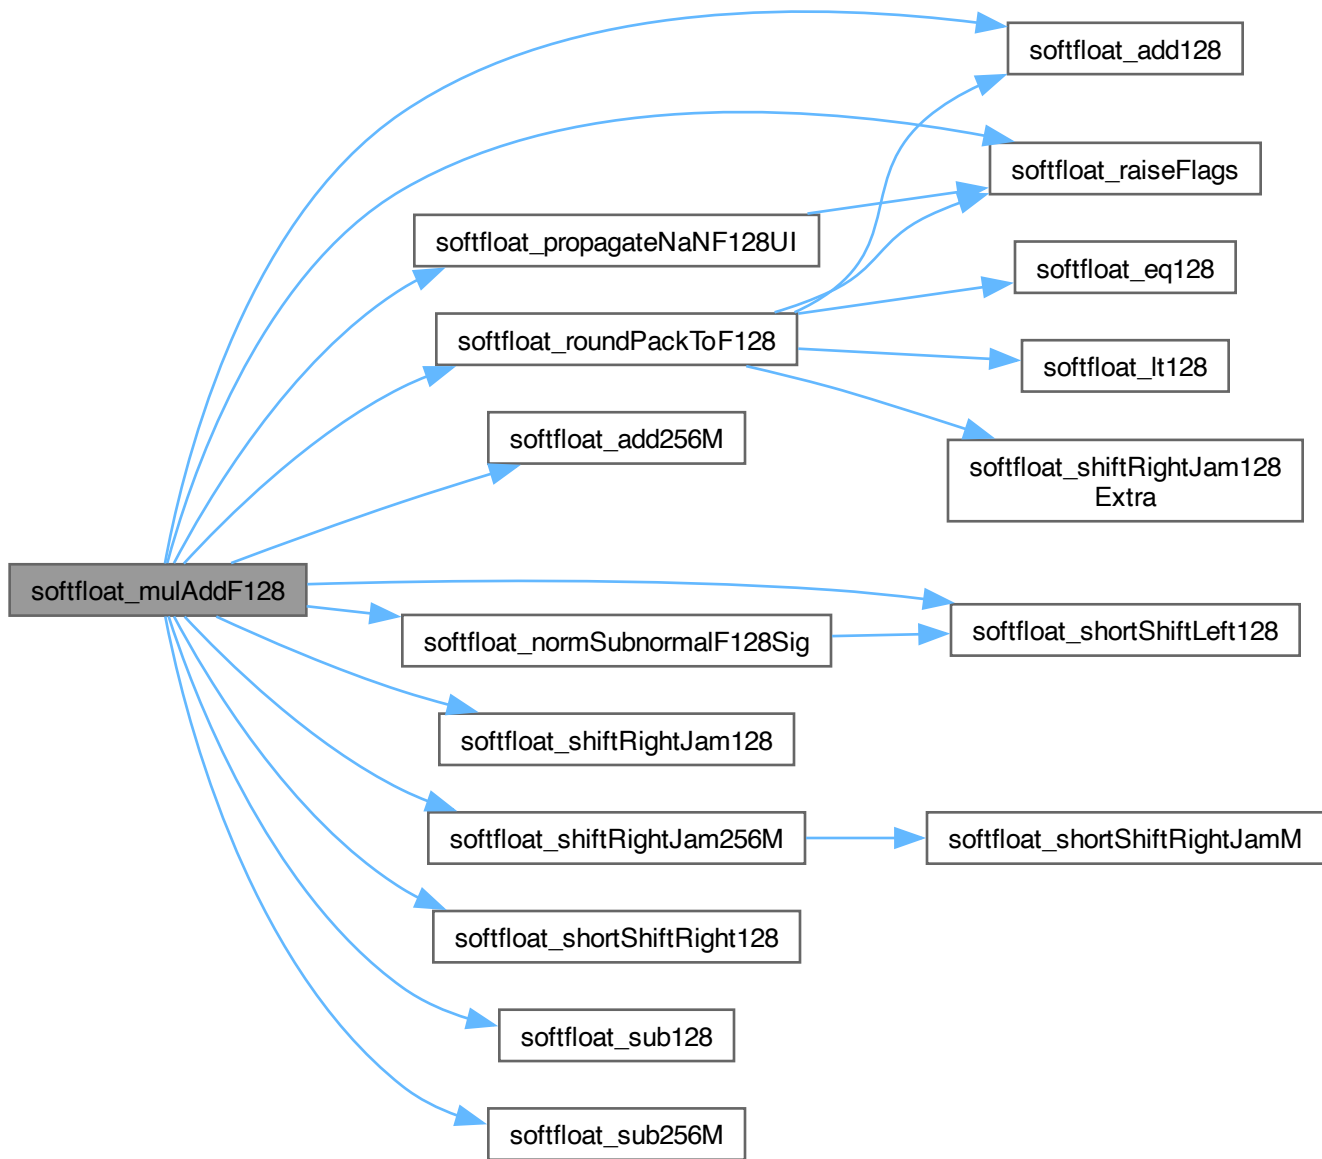 softfloat_add128
softfloat_raiseFlags
softfloat_propagateNaNF128UI
softfloat_eq128
softfloat_roundPackToF128
softfloat_lt128
softfloat_add256M
softfloat_shiftRightJam128
Extra
softfloat_mulAddF128
softfloat_shortShiftLeft128
softfloat_normSubnormalF128Sig
softfloat_shiftRightJam128
softfloat_shiftRightJam256M
softfloat_shortShiftRightJamM
softfloat_shortShiftRight128
softfloat_sub128
softfloat_sub256M